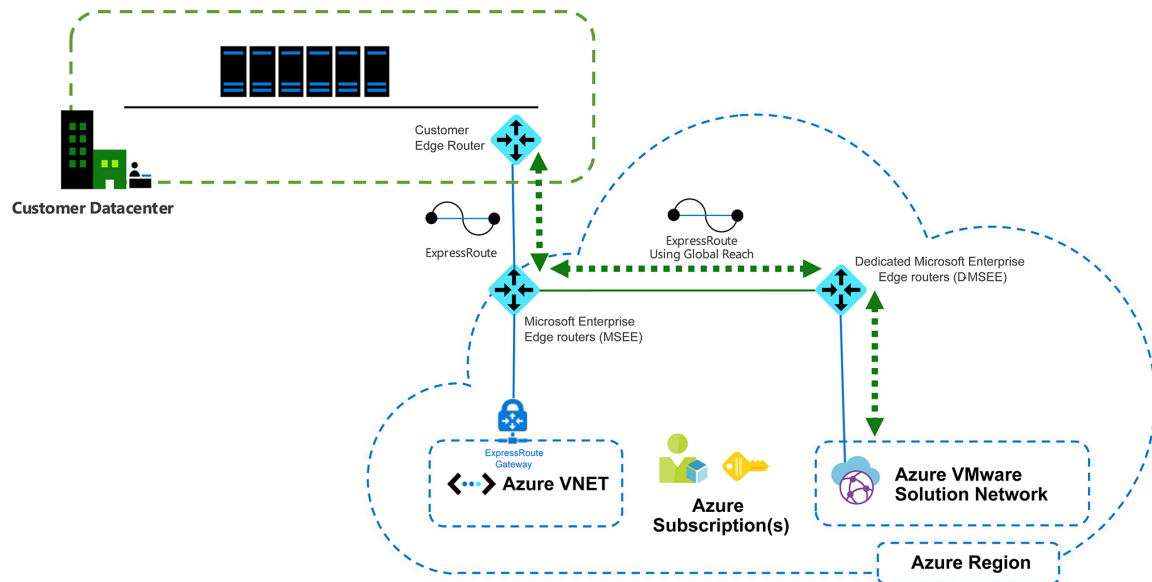 Customer
Edge Router
Customer Datacenter
ExpressRoute
ExpressRoute
Using Global Reach
Dedicated Microsoft Enterprise
Edge routers (D-MSEE)
Microsoft Enterprise
Edge routers (MSEE)
ExpressRoute
Gateway
Azure VNET
Azure
Subscription(s)
Azure VMware
Solution Network
Azure Region